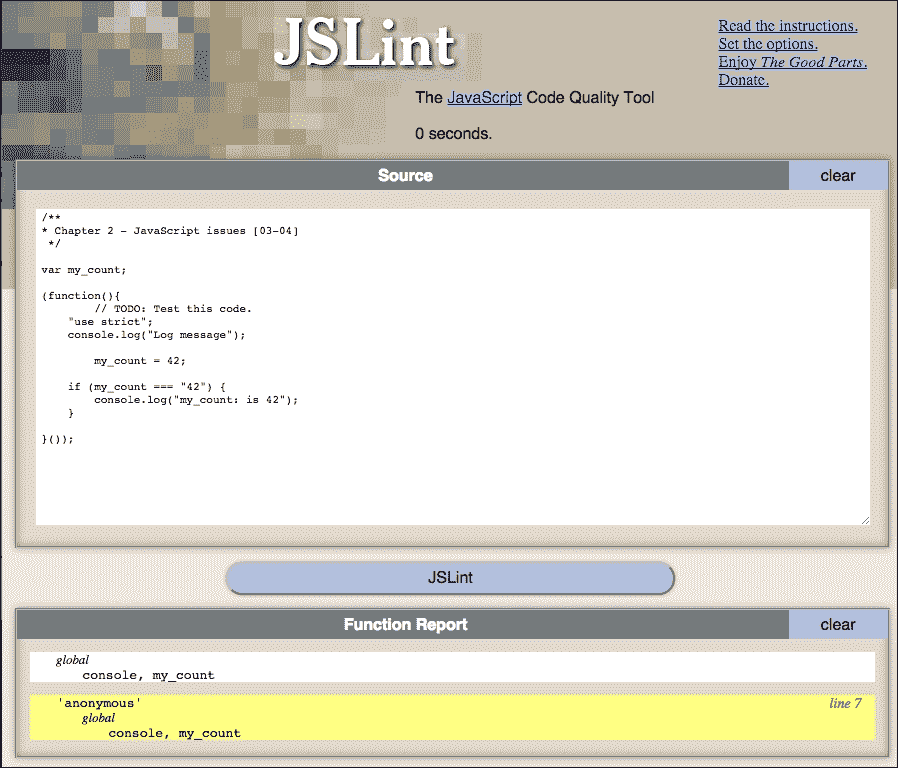 JSLint
Read the instructions.
Set the options.
Enjoy The Good Parts.
Donate.
The JavaScript Code Quality Tool
0 seconds.
Source clear
/**
* Chapter 2 - JavaScript issues [03-04]
*/
var my_count;
(function(){
// TODO: Test this code.
"use strict";
console.log("Log message");
my_count = 42;
if (my_count === "42") {
console.log("my_count: is 42");
}
}());
JSLint
Function Report clear
global
console, my_count
'anonymous' line 7
global
console, my_count